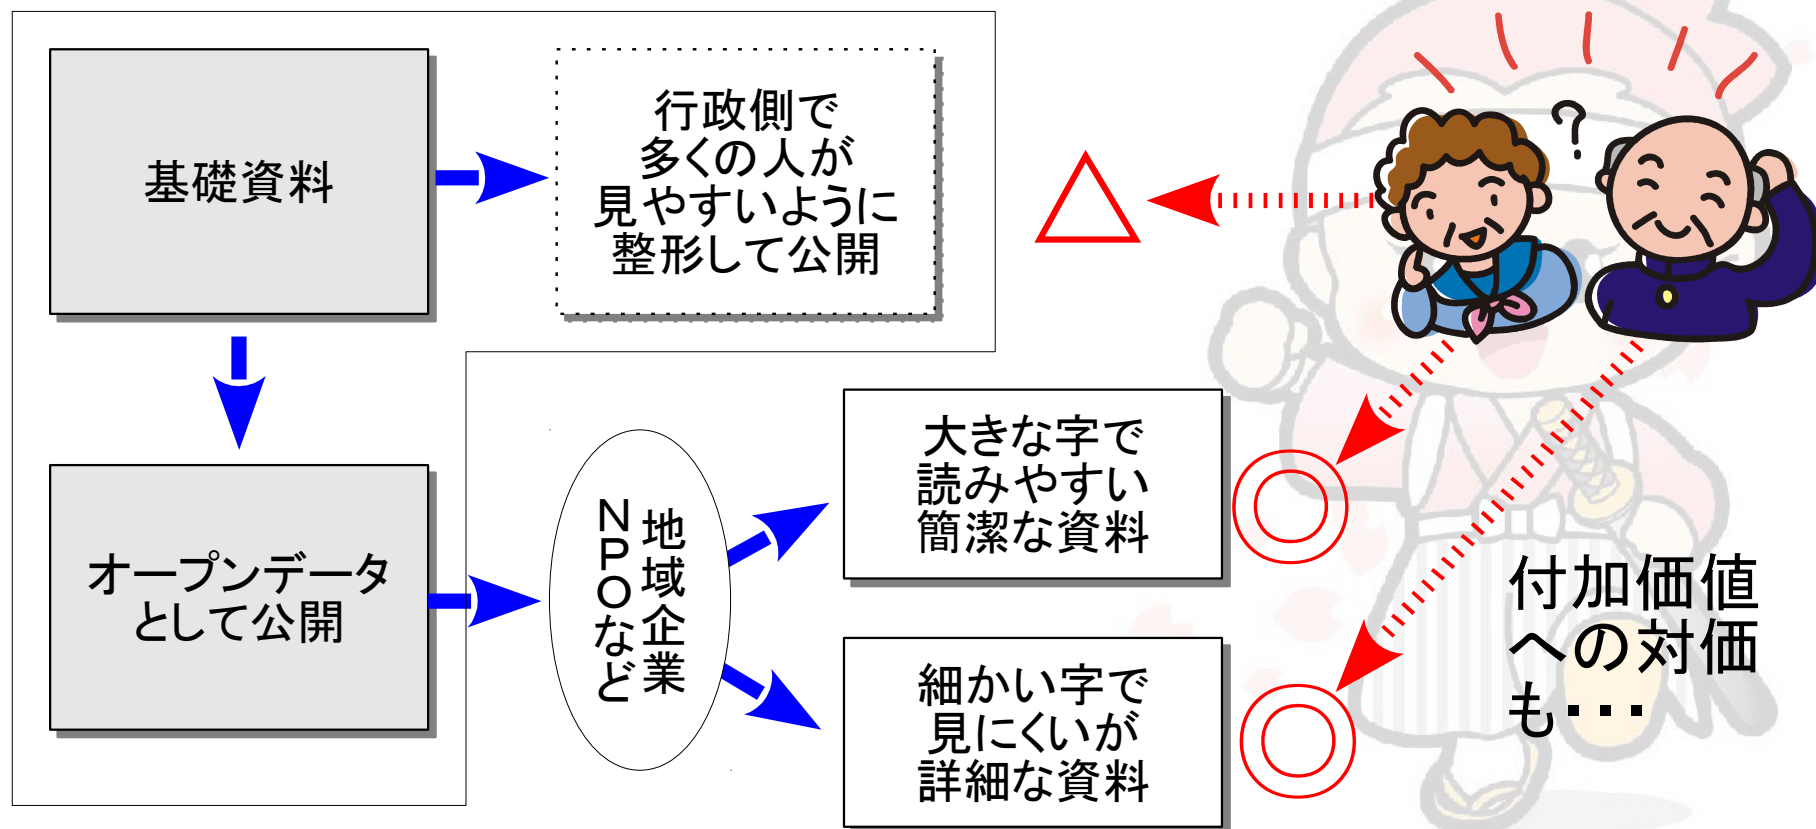 基礎資料
行政側で
多くの人が
見やすいように
整形して公開
?
オープンデータ
として公開
地域企業
NPOなど
大きな字で
読みやすい
簡潔な資料
細かい字で
見にくいが
詳細な資料
付加価値
への対価
も・・・